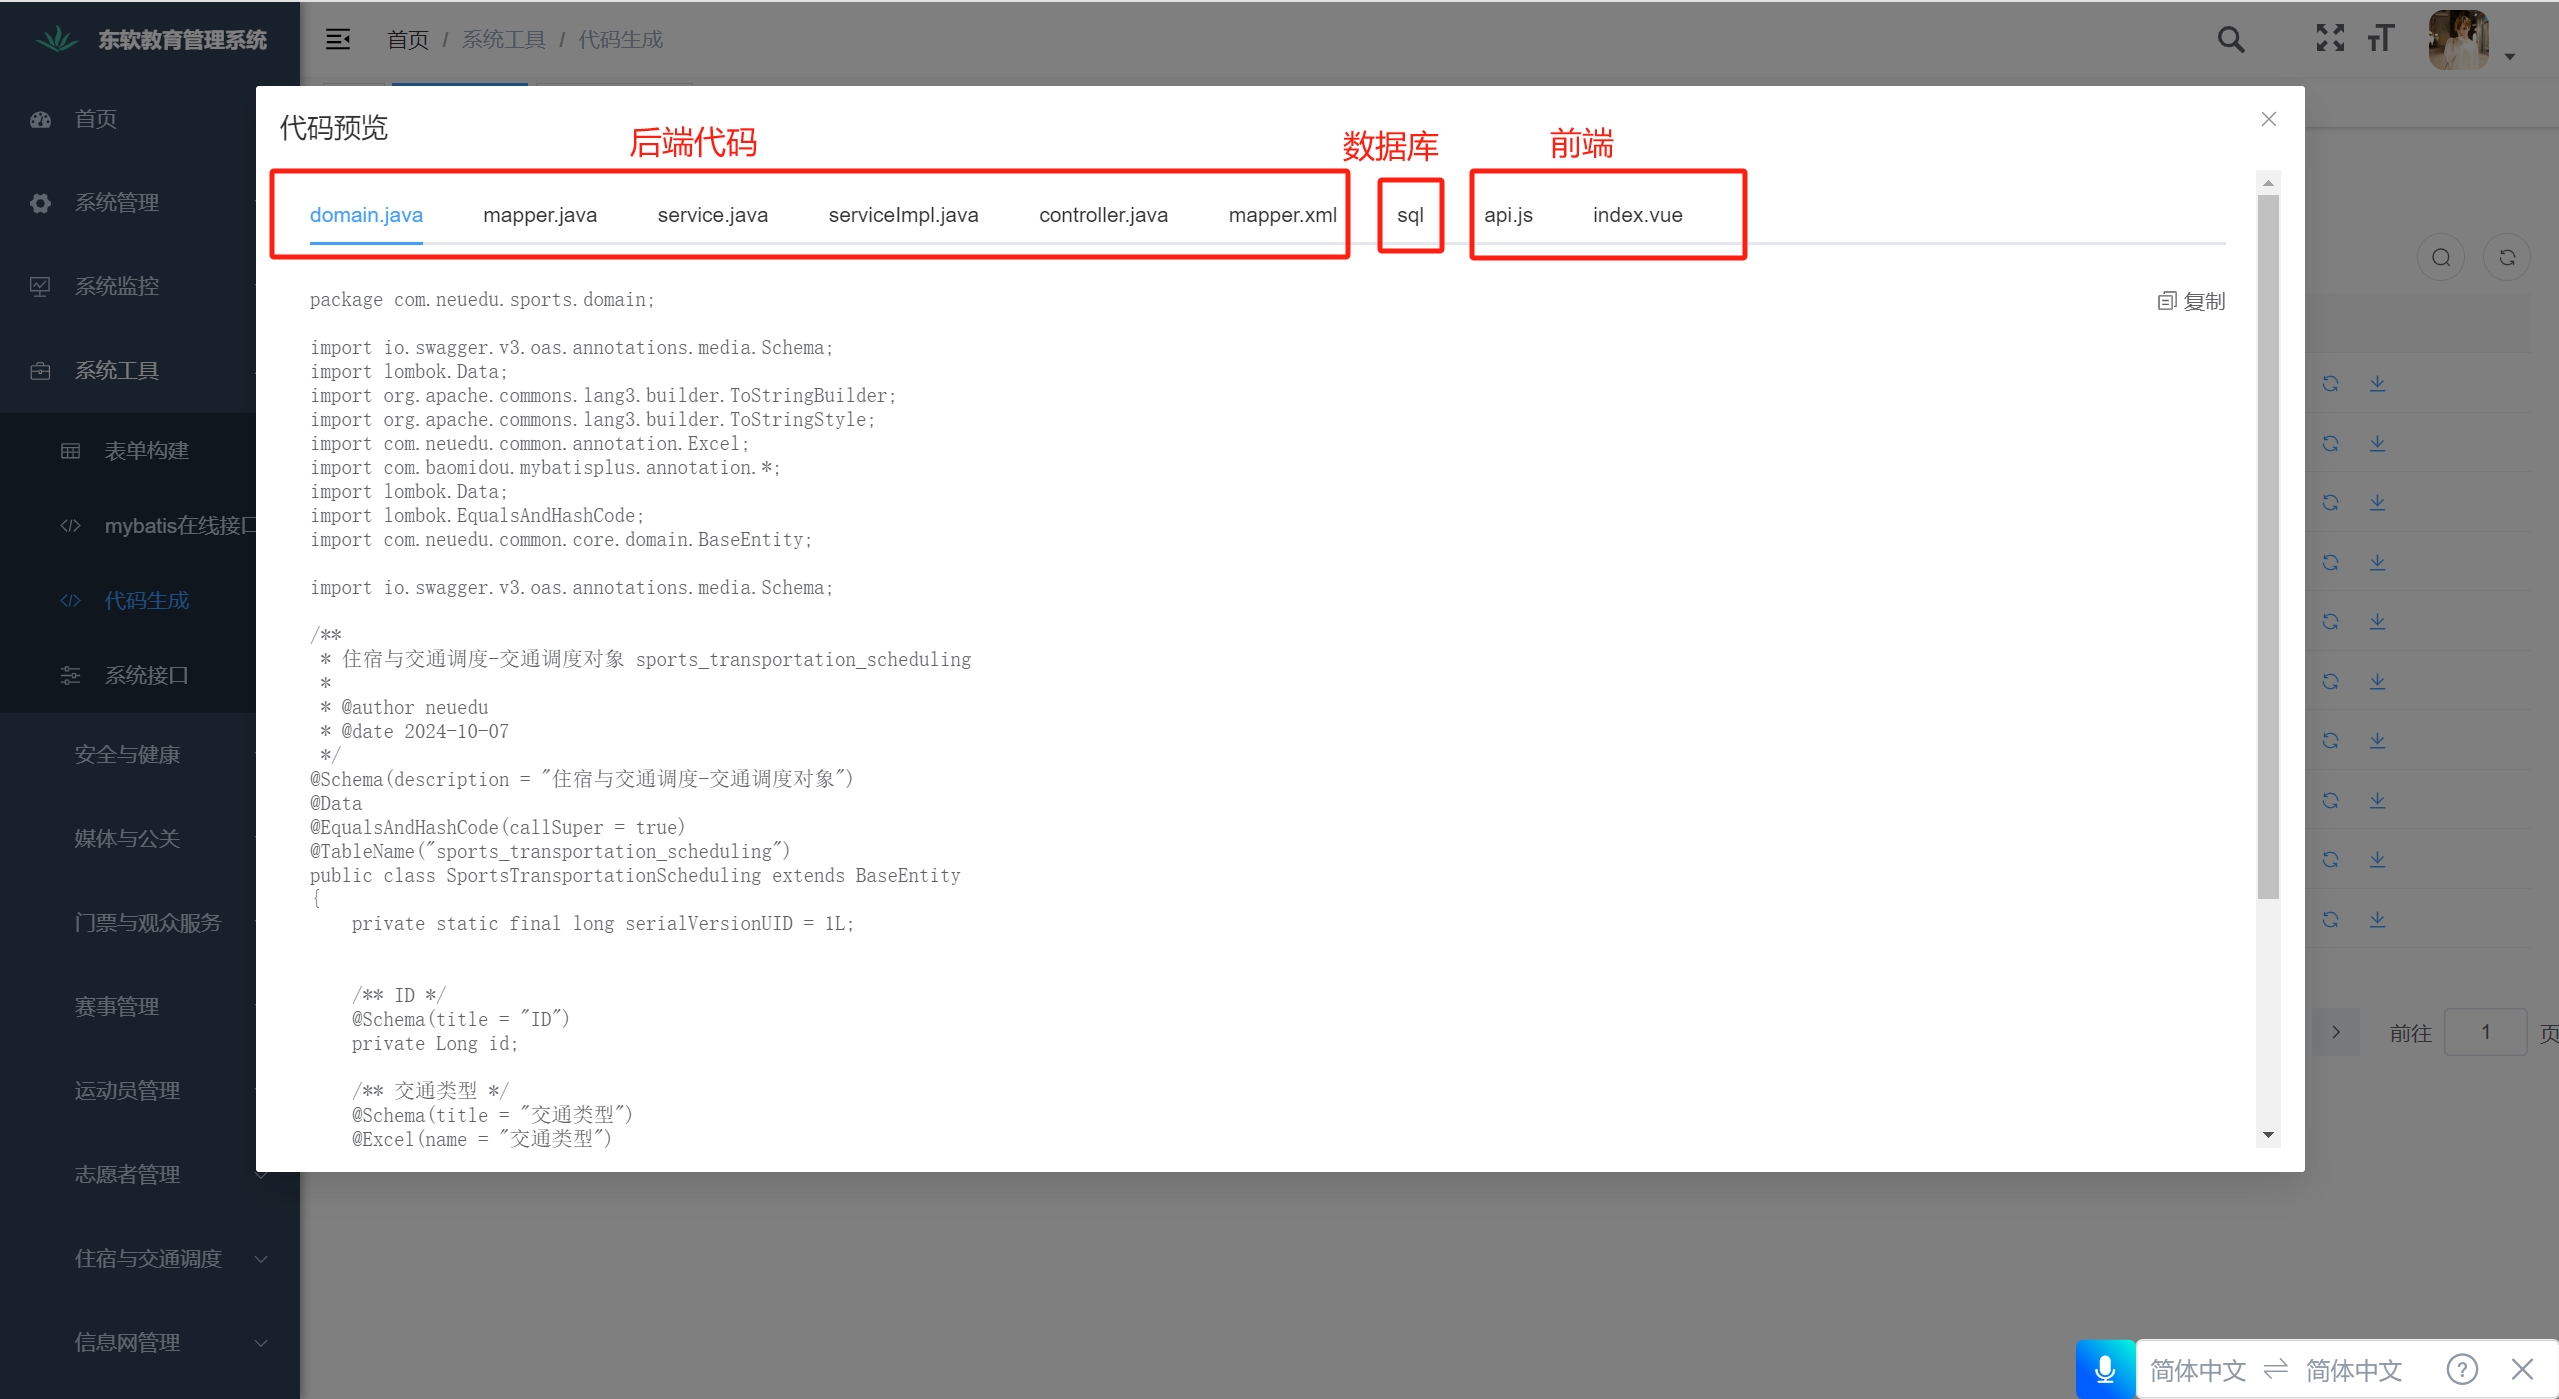 东软教育管理系统
首页 / 系统工具 / 代码生成
首页
系统管理
系统监控
系统工具
表单构建
mybatis在线接口
代码生成
系统接口
安全与健康
媒体与公关
门票与观众服务
赛事管理
运动员管理
志愿者管理
住宿与交通调度
信息网管理
代码预览
后端代码
数据库
前端
domain.java mapper.java service.java serviceImpl.java controller.java mapper.xml sql api.js index.vue
复制
package com.neuedu.sports.domain;
import io.swagger.v3.oas.annotations.media.Schema;
import lombok.Data;
import org.apache.commons.lang3.builder.ToStringBuilder;
import org.apache.commons.lang3.builder.ToStringStyle;
import com.neuedu.common.annotation.Excel;
import com.baomidou.mybatisplus.annotation.*;
import lombok.Data;
import lombok.EqualsAndHashCode;
import com.neuedu.common.core.domain.BaseEntity;
import io.swagger.v3.oas.annotations.media.Schema;
/**
 * 住宿与交通调度-交通调度对象 sports_transportation_scheduling
 *
 * @author neuedu
 * @date 2024-10-07
 */
@Schema(description = "住宿与交通调度-交通调度对象")
@Data
@EqualsAndHashCode(callSuper = true)
@TableName("sports_transportation_scheduling")
public class SportsTransportationScheduling extends BaseEntity
{
    private static final long serialVersionUID = 1L;
    /** ID */
    @Schema(title = "ID")
    private Long id;
    /** 交通类型 */
    @Schema(title = "交通类型")
    @Excel(name = "交通类型")
前往 1 页
简体中文 ⇌ 简体中文